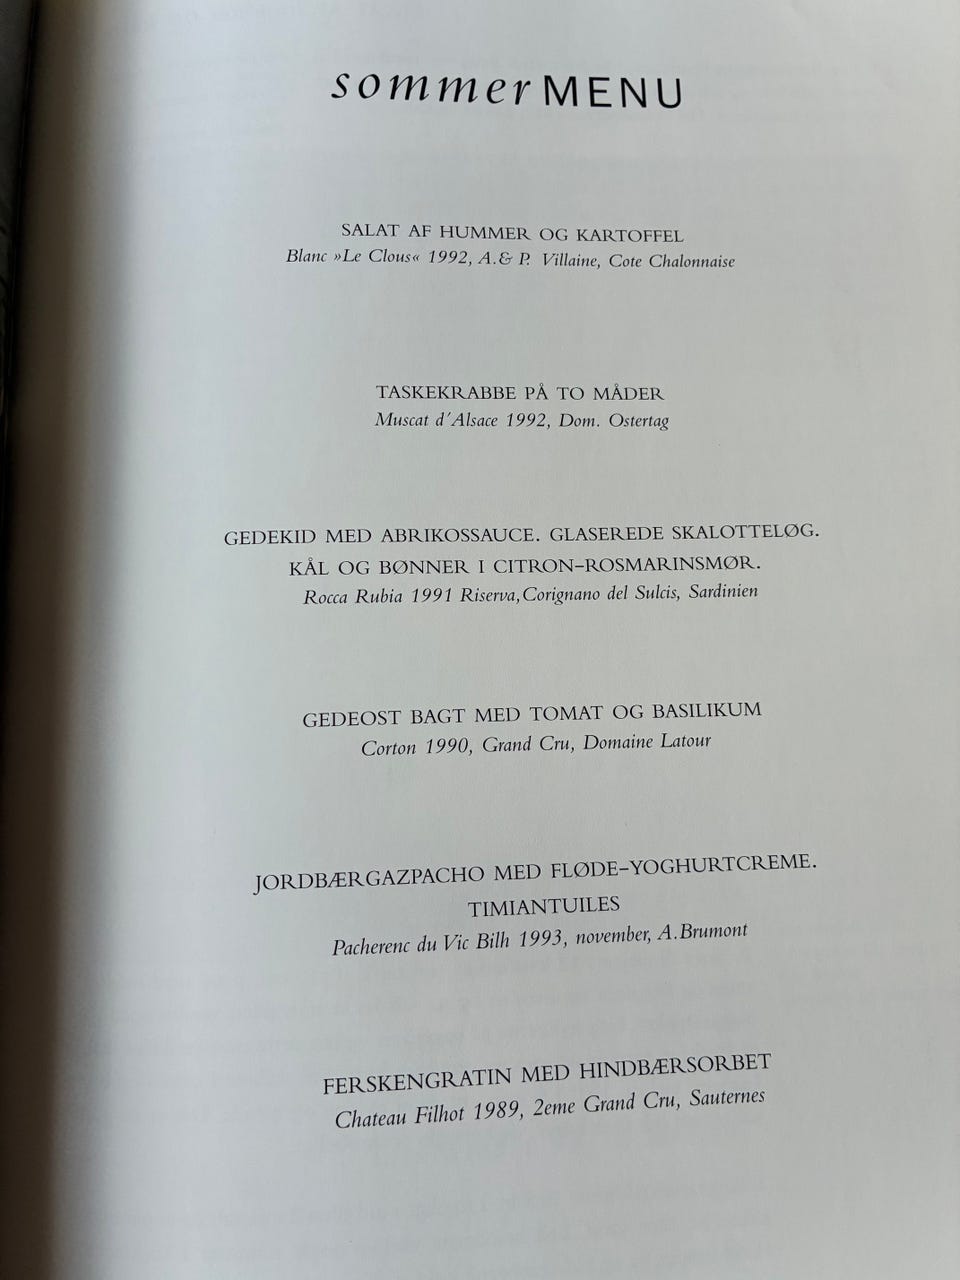 sommer MENU
SALAT AF HUMMER OG KARTOFFEL
Blanc »Le Clous« 1992, A.& P. Villaine, Cote Chalonnaise
TASKEKRABBE PÅ TO MÅDER
Muscat d'Alsace 1992, Dom. Ostertag
GEDEKID MED ABRIKOSSAUCE. GLASEREDE SKALOTTELØG.
KÅL OG BØNNER I CITRON-ROSMARINSMØR.
Rocca Rubia 1991 Riserva, Corignano del Sulcis, Sardinien
GEDEOST BAGT MED TOMAT OG BASILIKUM
Corton 1990, Grand Cru, Domaine Latour
JORDBÆRGAZPACHO MED FLØDE-YOGHURTCREME.
TIMIANTUILES
Pacherenc du Vic Bilh 1993, november, A.Brumont
FERSKENGRATIN MED HINDBÆRSORBET
Chateau Filhot 1989, 2eme Grand Cru, Sauternes